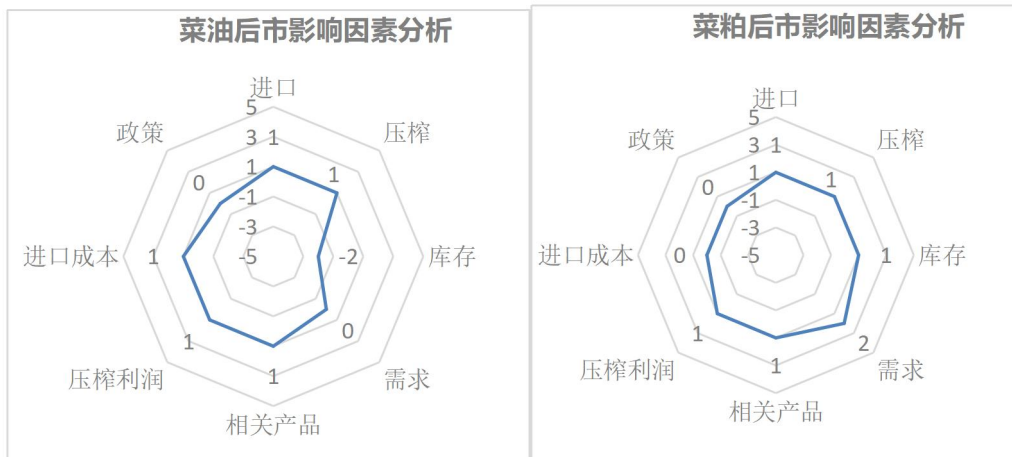 菜油后市影响因素分析
进口
5
3
1
1
-1
-3
-5
压榨
1
库存
-2
需求
0
相关产品
1
压榨利润
1
进口成本
1
政策
0
菜粕后市影响因素分析
进口
5
3
1
1
-1
-3
-5
压榨
1
库存
1
需求
2
相关产品
1
压榨利润
1
进口成本
0
政策
0